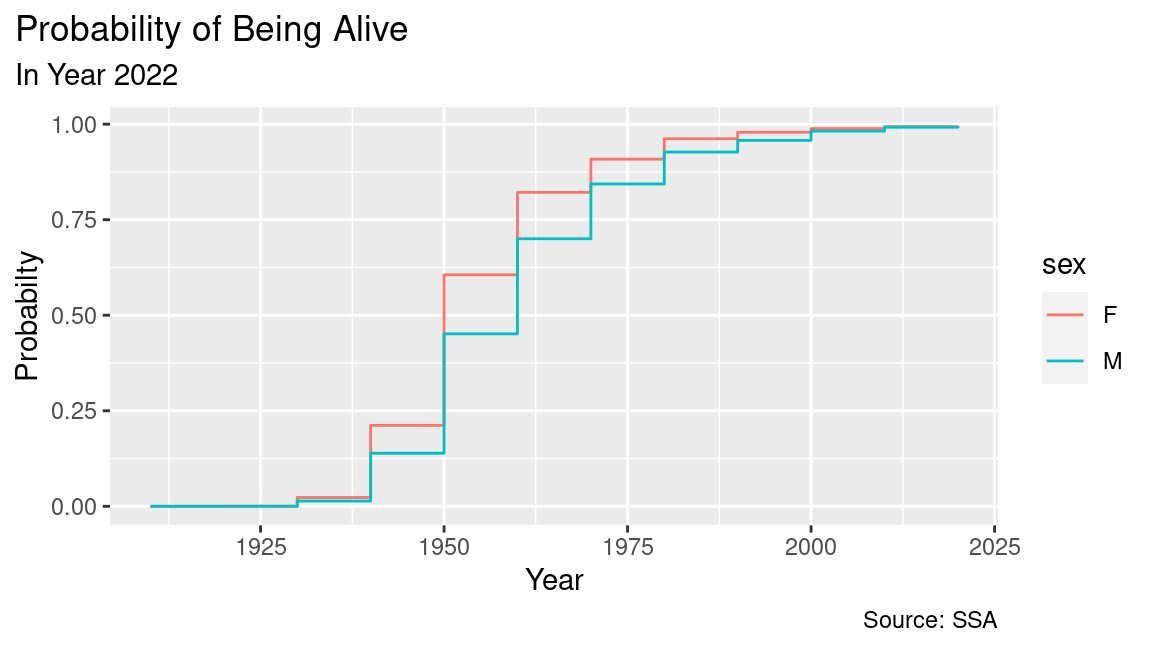 Probability of Being Alive
In Year 2022
1.00
0.75
0.50
0.25
0.00
Probabilty
1925 1950 1975 2000 2025
Year
sex
F
M
Source: SSA